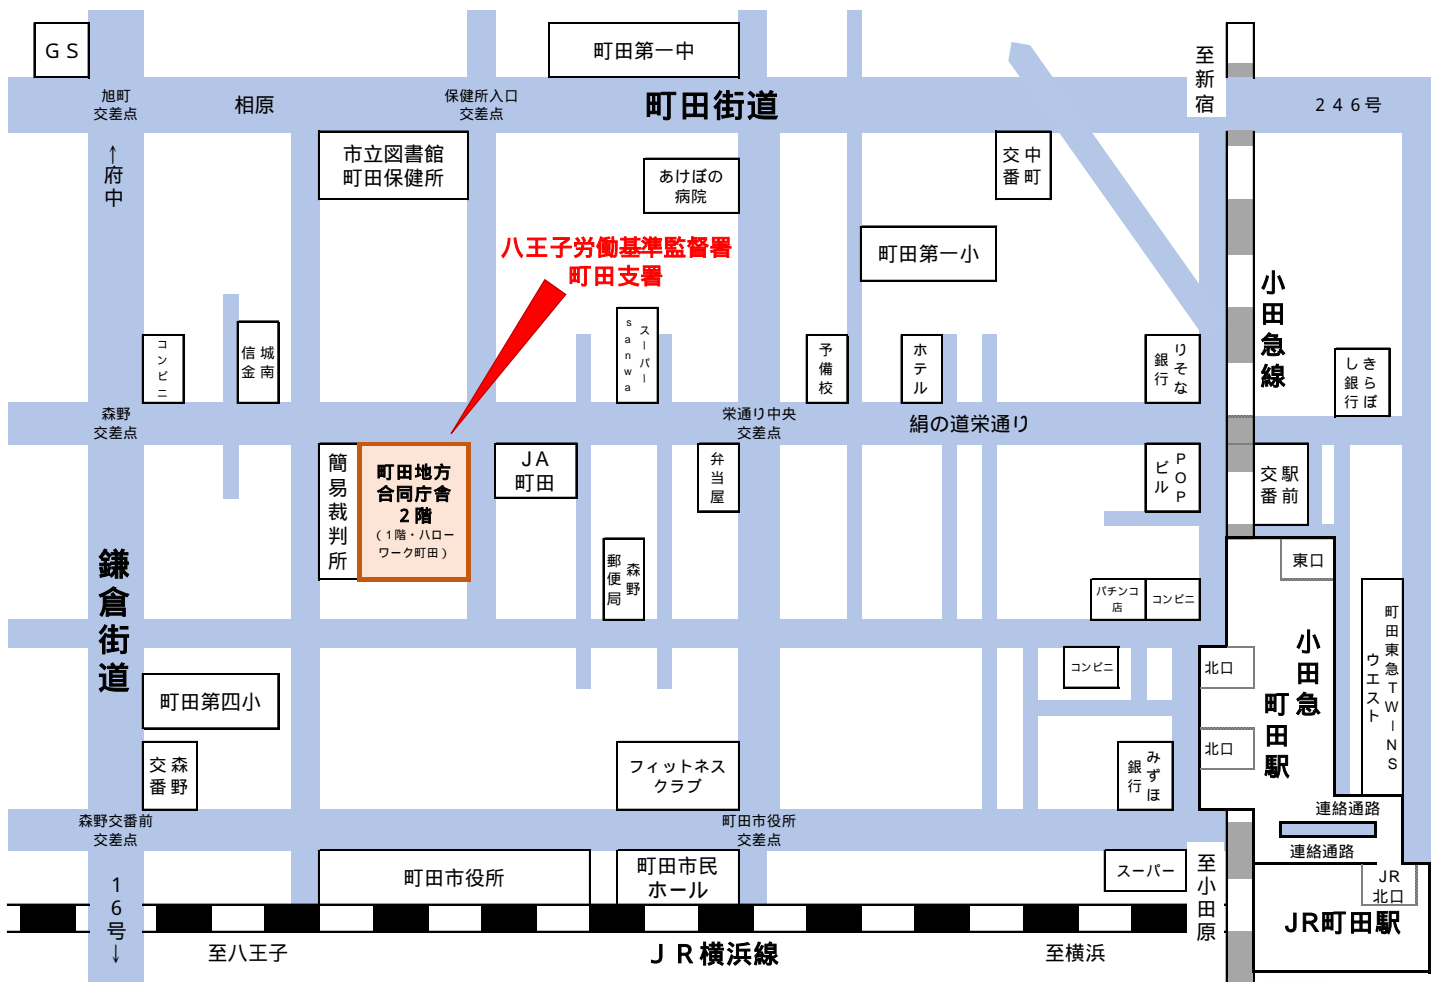 ＧＳ
町田第一中
至新宿
旭町
交差点
相原
保健所入口
交差点
町田街道
２４６号
↑府中
市立図書館
町田保健所
あけぼの
病院
中町
交番
八王子労働基準監督署
町田支署
町田第一小
小田急線
コンビニ
城南
信金
スーパー
sanwa
予備校
ホテル
りそな
銀行
きらぼ
し銀行
森野
交差点
栄通り中央
交差点
絹の道栄通り
簡易裁判所
町田地方
合同庁舎
２階
（１階・ハロー
ワーク町田）
JA
町田
弁当屋
POP
ビル
駅前
交番
鎌倉街道
森野
郵便局
東口
パチンコ
店
コンビニ
町田東急TWINS
ウエスト
小田急
町田駅
北口
コンビニ
町田第四小
北口
森野
交番
フィットネス
クラブ
みずほ
銀行
連絡通路
森野交番前
交差点
町田市役所
交差点
連絡通路
16号↓
町田市役所
町田市民
ホール
スーパー
至小田原
JR
北口
JR町田駅
至八王子
ＪＲ横浜線
至横浜